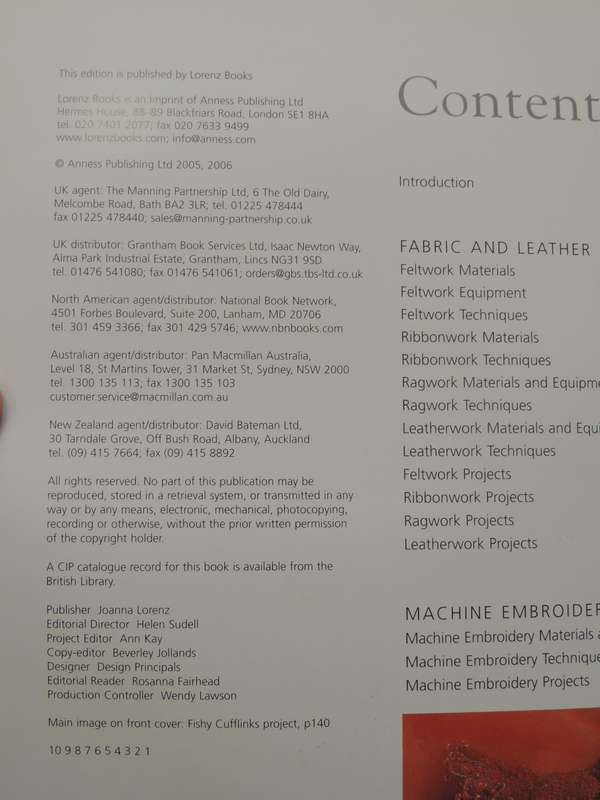 This edition is published by Lorenz Books
Lorenz Books is an imprint of Anness Publishing Ltd
Hermes House, 88–89 Blackfriars Road, London SE1 8HA
tel. 020 7401 2077; fax 020 7633 9499
www.lorenzbooks.com; info@anness.com
© Anness Publishing Ltd 2005, 2006
UK agent: The Manning Partnership Ltd, 6 The Old Dairy,
Melcombe Road, Bath BA2 3LR; tel. 01225 478444
fax 01225 478440; sales@manning-partnership.co.uk
UK distributor: Grantham Book Services Ltd, Isaac Newton Way,
Alma Park Industrial Estate, Grantham, Lincs NG31 9SD
tel. 01476 541080; fax 01476 541061; orders@gbs.tbs-ltd.co.uk
North American agent/distributor: National Book Network,
4501 Forbes Boulevard, Suite 200, Lanham, MD 20706
tel. 301 459 3366; fax 301 429 5746; www.nbnbooks.com
Australian agent/distributor: Pan Macmillan Australia,
Level 18, St Martins Tower, 31 Market St, Sydney, NSW 2000
tel. 1300 135 113; fax 1300 135 103
customer.service@macmillan.com.au
New Zealand agent/distributor: David Bateman Ltd,
30 Tarndale Grove, Off Bush Road, Albany, Auckland
tel. (09) 415 7664; fax (09) 415 8892
All rights reserved. No part of this publication may be
reproduced, stored in a retrieval system, or transmitted in any
way or by any means, electronic, mechanical, photocopying,
recording or otherwise, without the prior written permission
of the copyright holder.
A CIP catalogue record for this book is available from the
British Library.
Publisher Joanna Lorenz
Editorial Director Helen Sudell
Project Editor Ann Kay
Copy-editor Beverley Jollands
Designer Design Principals
Editorial Reader Rosanna Fairhead
Production Controller Wendy Lawson
Main image on front cover: Fishy Cufflinks project, p140
10 9 8 7 6 5 4 3 2 1
Content
Introduction
FABRIC AND LEATHER
Feltwork Materials
Feltwork Equipment
Feltwork Techniques
Ribbonwork Materials
Ribbonwork Techniques
Ragwork Materials and Equipme
Ragwork Techniques
Leatherwork Materials and Equi
Leatherwork Techniques
Feltwork Projects
Ribbonwork Projects
Ragwork Projects
Leatherwork Projects
MACHINE EMBROIDER
Machine Embroidery Materials a
Machine Embroidery Technique
Machine Embroidery Projects